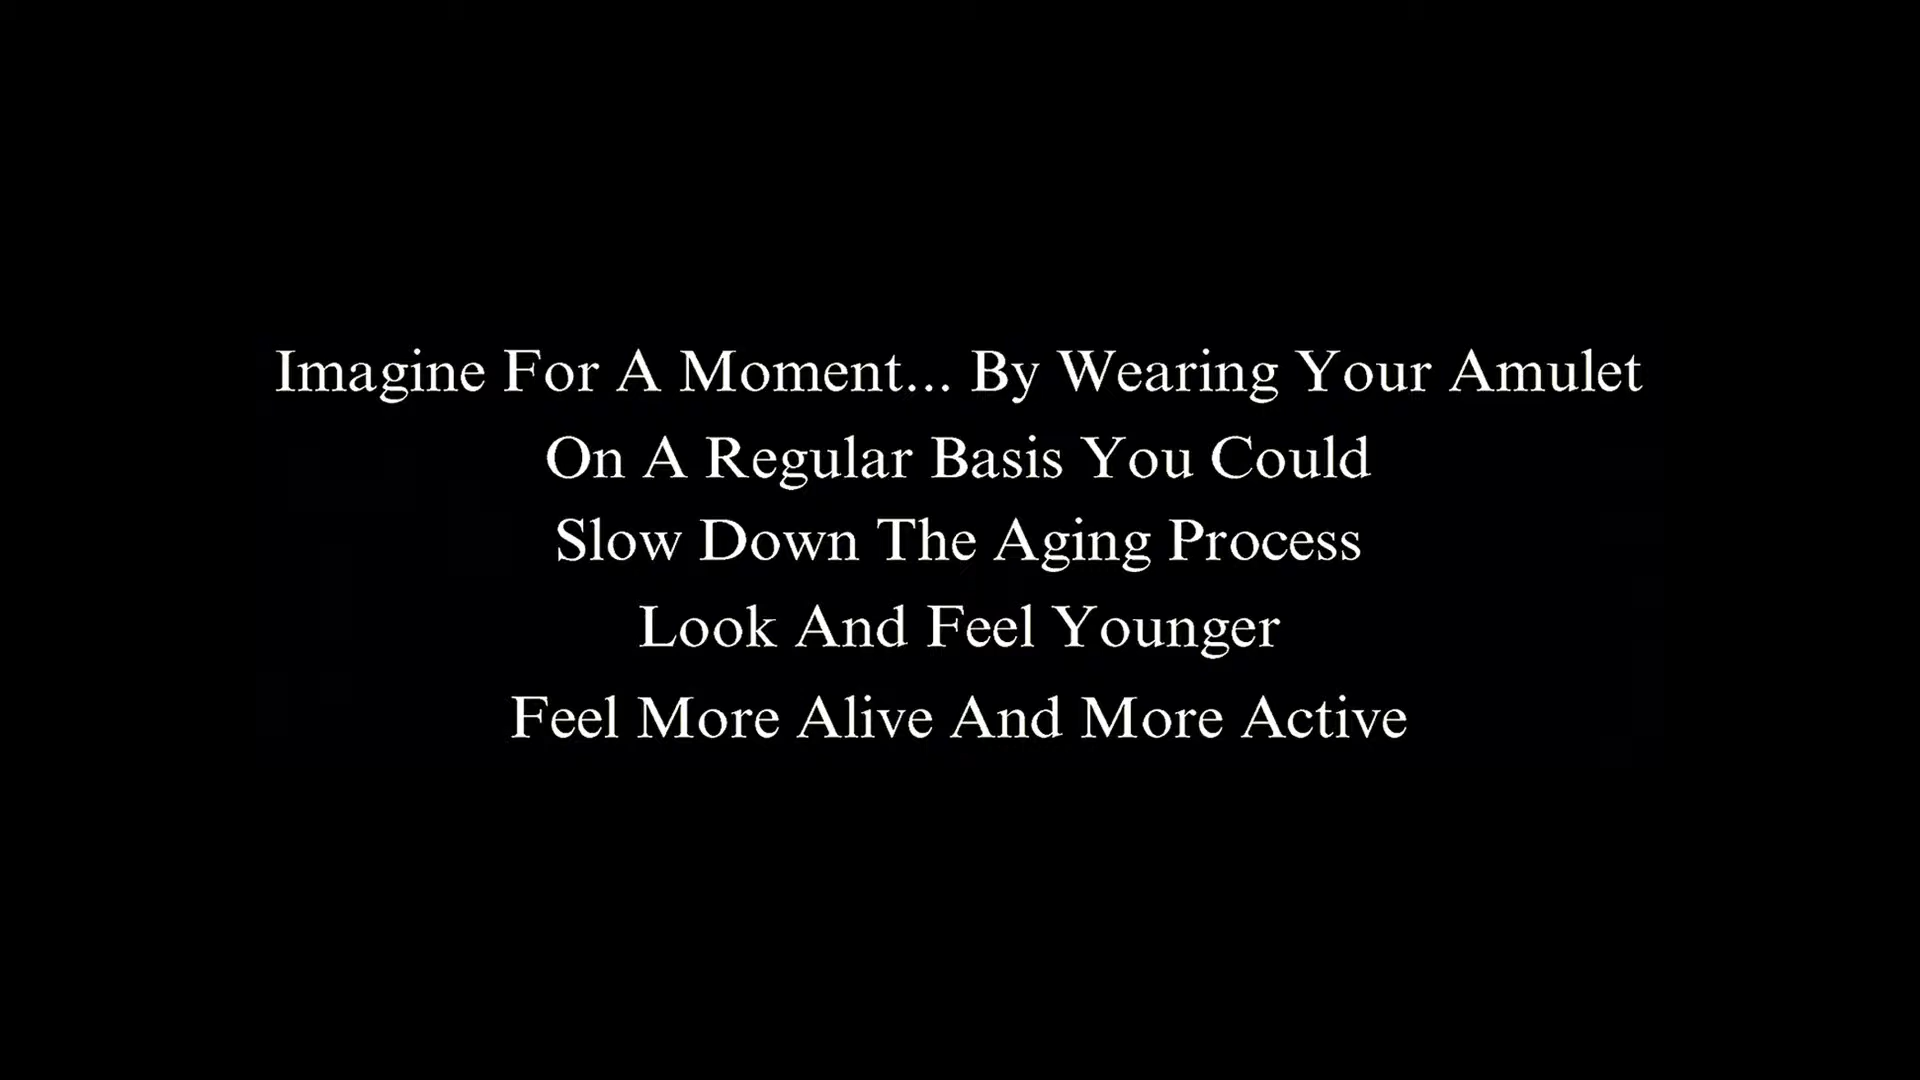 Imagine For A Moment... By Wearing Your Amulet
On A Regular Basis You Could
Slow Down The Aging Process
Look And Feel Younger
Feel More Alive And More Active